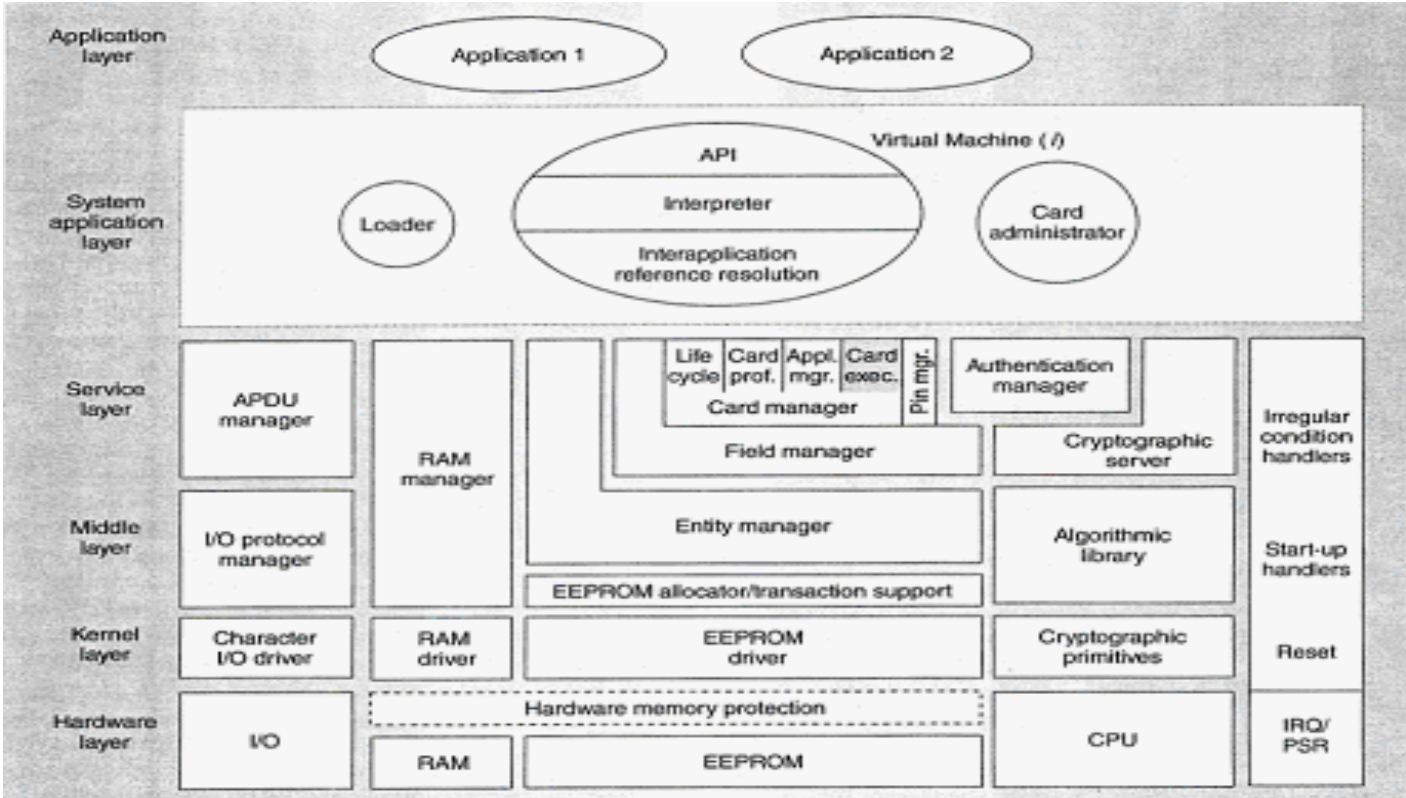 Application
layer
Application 1
Application 2
Virtual Machine (i)
API
System
application
layer
Loader
Interpreter
Interapplication
reference resolution
Card
administrator
Service
layer
APDU
manager
RAM
manager
Life
cycle
Card
prof.
Appl.
mgr.
Card
exec.
Pin mgr.
Card manager
Field manager
Authentication
manager
Cryptographic
server
Irregular
condition
handlers
Middle
layer
I/O protocol
manager
Entity manager
EEPROM allocator/transaction support
Algorithmic
library
Start-up
handlers
Kernel
layer
Character
I/O driver
RAM
driver
EEPROM
driver
Cryptographic
primitives
Reset
Hardware
layer
I/O
Hardware memory protection
RAM
EEPROM
CPU
IRQ/
PSR